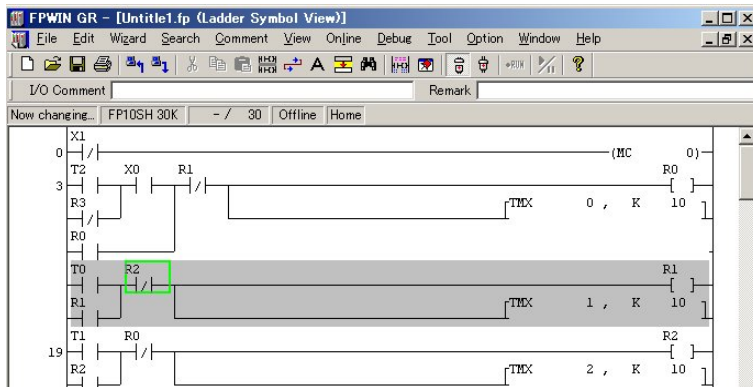 FPWIN GR - [Untitle1.fp (Ladder Symbol View)]
File Edit Wizard Search Comment View Online Debug Tool Option Window Help
I/O Comment Remark
Now changing... FP10SH 30K - / 30 Offline Home
X1
0 (MC 0)
T2 X0 R1 R0
3 [ ]
R3 TMX 0 , K 10
R0
T0 R2 R1
[ ]
R1 TMX 1 , K 10
T1 R0 R2
19 [ ]
R2 TMX 2 , K 10